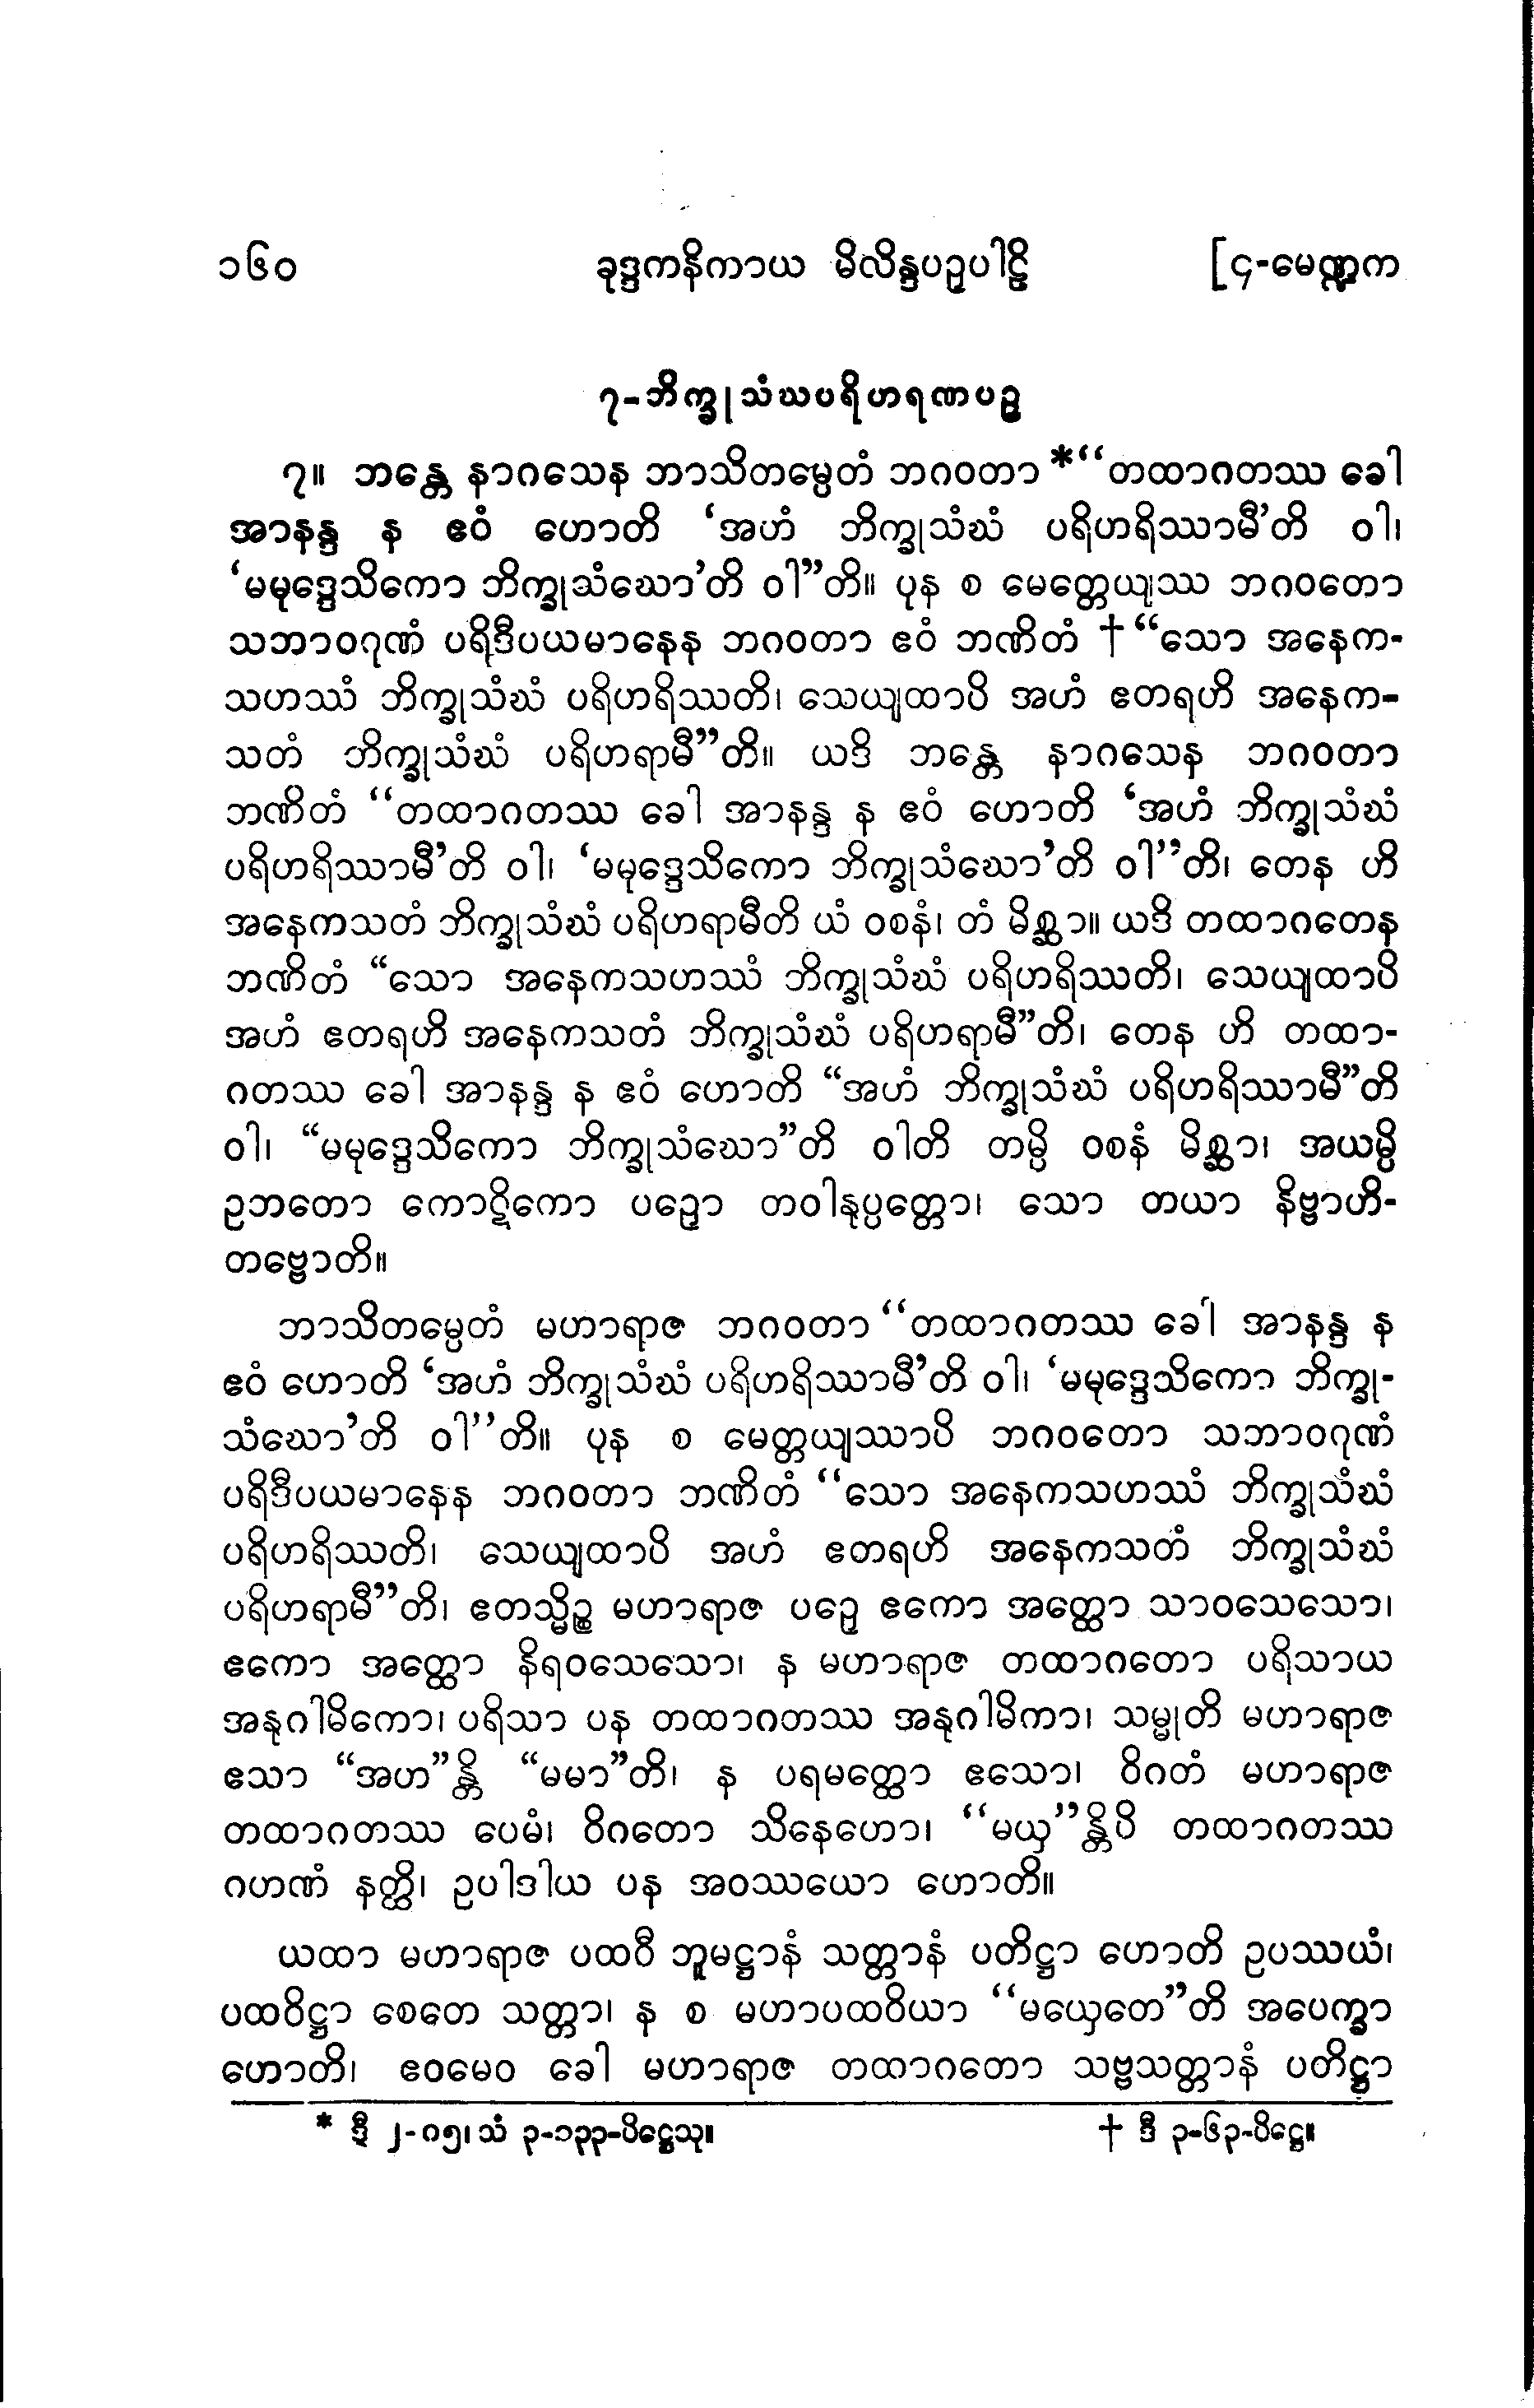 ၁၆၀ ခုဒ္ဒကနိကာယ မိလိန္ဒပဉှပါဠိ [၄-မေဏ္ဍက
၇-ဘိက္ခုသံဃပရိဟရဏပဉှ
၇။ ဘန္တေ နာဂသေန ဘာသိတမ္ပေတံ ဘဂဝတာ *“တထာဂတဿ ခေါ
အာနန္ဒ န ဧဝံ ဟောတိ ‘အဟံ ဘိက္ခုသံဃံ ပရိဟရိဿာမီ’တိ ဝါ၊
‘မမုဒ္ဒေသိကော ဘိက္ခုသံဃော’တိ ဝါ”တိ။ ပုန စ မေတ္တေယျဿ ဘဂဝတော
သဘာဝဂုဏံ ပရိဒီပယမာနေန ဘဂဝတာ ဧဝံ ဘဏိတံ †“သော အနေက-
သဟဿံ ဘိက္ခုသံဃံ ပရိဟရိဿတိ၊ သေယျထာပိ အဟံ ဧတရဟိ အနေက-
သတံ ဘိက္ခုသံဃံ ပရိဟရာမီ”တိ။ ယဒိ ဘန္တေ နာဂသေန ဘဂဝတာ
ဘဏိတံ “တထာဂတဿ ခေါ အာနန္ဒ န ဧဝံ ဟောတိ ‘အဟံ ဘိက္ခုသံဃံ
ပရိဟရိဿာမီ’တိ ဝါ၊ ‘မမုဒ္ဒေသိကော ဘိက္ခုသံဃော’တိ ဝါ”တိ၊ တေန ဟိ
အနေကသတံ ဘိက္ခုသံဃံ ပရိဟရာမီတိ ယံ ဝစနံ၊ တံ မိစ္ဆာ။ ယဒိ တထာဂတေန
ဘဏိတံ “သော အနေကသဟဿံ ဘိက္ခုသံဃံ ပရိဟရိဿတိ၊ သေယျထာပိ
အဟံ ဧတရဟိ အနေကသတံ ဘိက္ခုသံဃံ ပရိဟရာမီ”တိ၊ တေန ဟိ တထာ-
ဂတဿ ခေါ အာနန္ဒ န ဧဝံ ဟောတိ “အဟံ ဘိက္ခုသံဃံ ပရိဟရိဿာမီ”တိ
ဝါ၊ “မမုဒ္ဒေသိကော ဘိက္ခုသံဃော”တိ ဝါတိ တမ္ပိ ဝစနံ မိစ္ဆာ၊ အယမ္ပိ
ဥဘတော ကောဋိကော ပဉှော တဝါနုပ္ပတ္တော၊ သော တယာ နိဗ္ဗာဟိ-
တဗ္ဗောတိ။
ဘာသိတမ္ပေတံ မဟာရာဇ ဘဂဝတာ “တထာဂတဿ ခေါ အာနန္ဒ န
ဧဝံ ဟောတိ ‘အဟံ ဘိက္ခုသံဃံ ပရိဟရိဿာမီ’တိ ဝါ၊ ‘မမုဒ္ဒေသိကော ဘိက္ခု-
သံဃော’တိ ဝါ”တိ။ ပုန စ မေတ္တယျဿာပိ ဘဂဝတော သဘာဝဂုဏံ
ပရိဒီပယမာနေန ဘဂဝတာ ဘဏိတံ “သော အနေကသဟဿံ ဘိက္ခုသံဃံ
ပရိဟရိဿတိ၊ သေယျထာပိ အဟံ ဧတရဟိ အနေကသတံ ဘိက္ခုသံဃံ
ပရိဟရာမီ”တိ၊ ဧတသ္မိဉ္စ မဟာရာဇ ပဉှေ ဧကော အတ္ထော သာဝသေသော၊
ဧကော အတ္ထော နိရဝသေသော၊ န မဟာရာဇ တထာဂတော ပရိသာယ
အနုဂါမိကော၊ ပရိသာ ပန တထာဂတဿ အနုဂါမိကာ၊ သမ္မုတိ မဟာရာဇ
ဧသာ “အဟ”န္တိ “မမာ”တိ၊ န ပရမတ္ထော ဧသော၊ ဝိဂတံ မဟာရာဇ
တထာဂတဿ ပေမံ၊ ဝိဂတော သိနေဟော၊ “မယှ”န္တိပိ တထာဂတဿ
ဂဟဏံ နတ္ထိ၊ ဥပါဒါယ ပန အဝဿယော ဟောတိ။
ယထာ မဟာရာဇ ပထဝီ ဘူမဋ္ဌာနံ သတ္တာနံ ပတိဋ္ဌာ ဟောတိ ဥပဿယံ၊
ပထဝိဋ္ဌာ စေတေ သတ္တာ၊ န စ မဟာပထဝိယာ “မယှေတေ”တိ အပေက္ခာ
ဟောတိ၊ ဧဝမေဝ ခေါ မဟာရာဇ တထာဂတော သဗ္ဗသတ္တာနံ ပတိဋ္ဌာ
* ဒီ ၂-၈၅၊ သံ ၃-၁၃၃-ပိဋ္ဌေသု။ † ဒီ ၃-၆၃-ပိဋ္ဌေ။